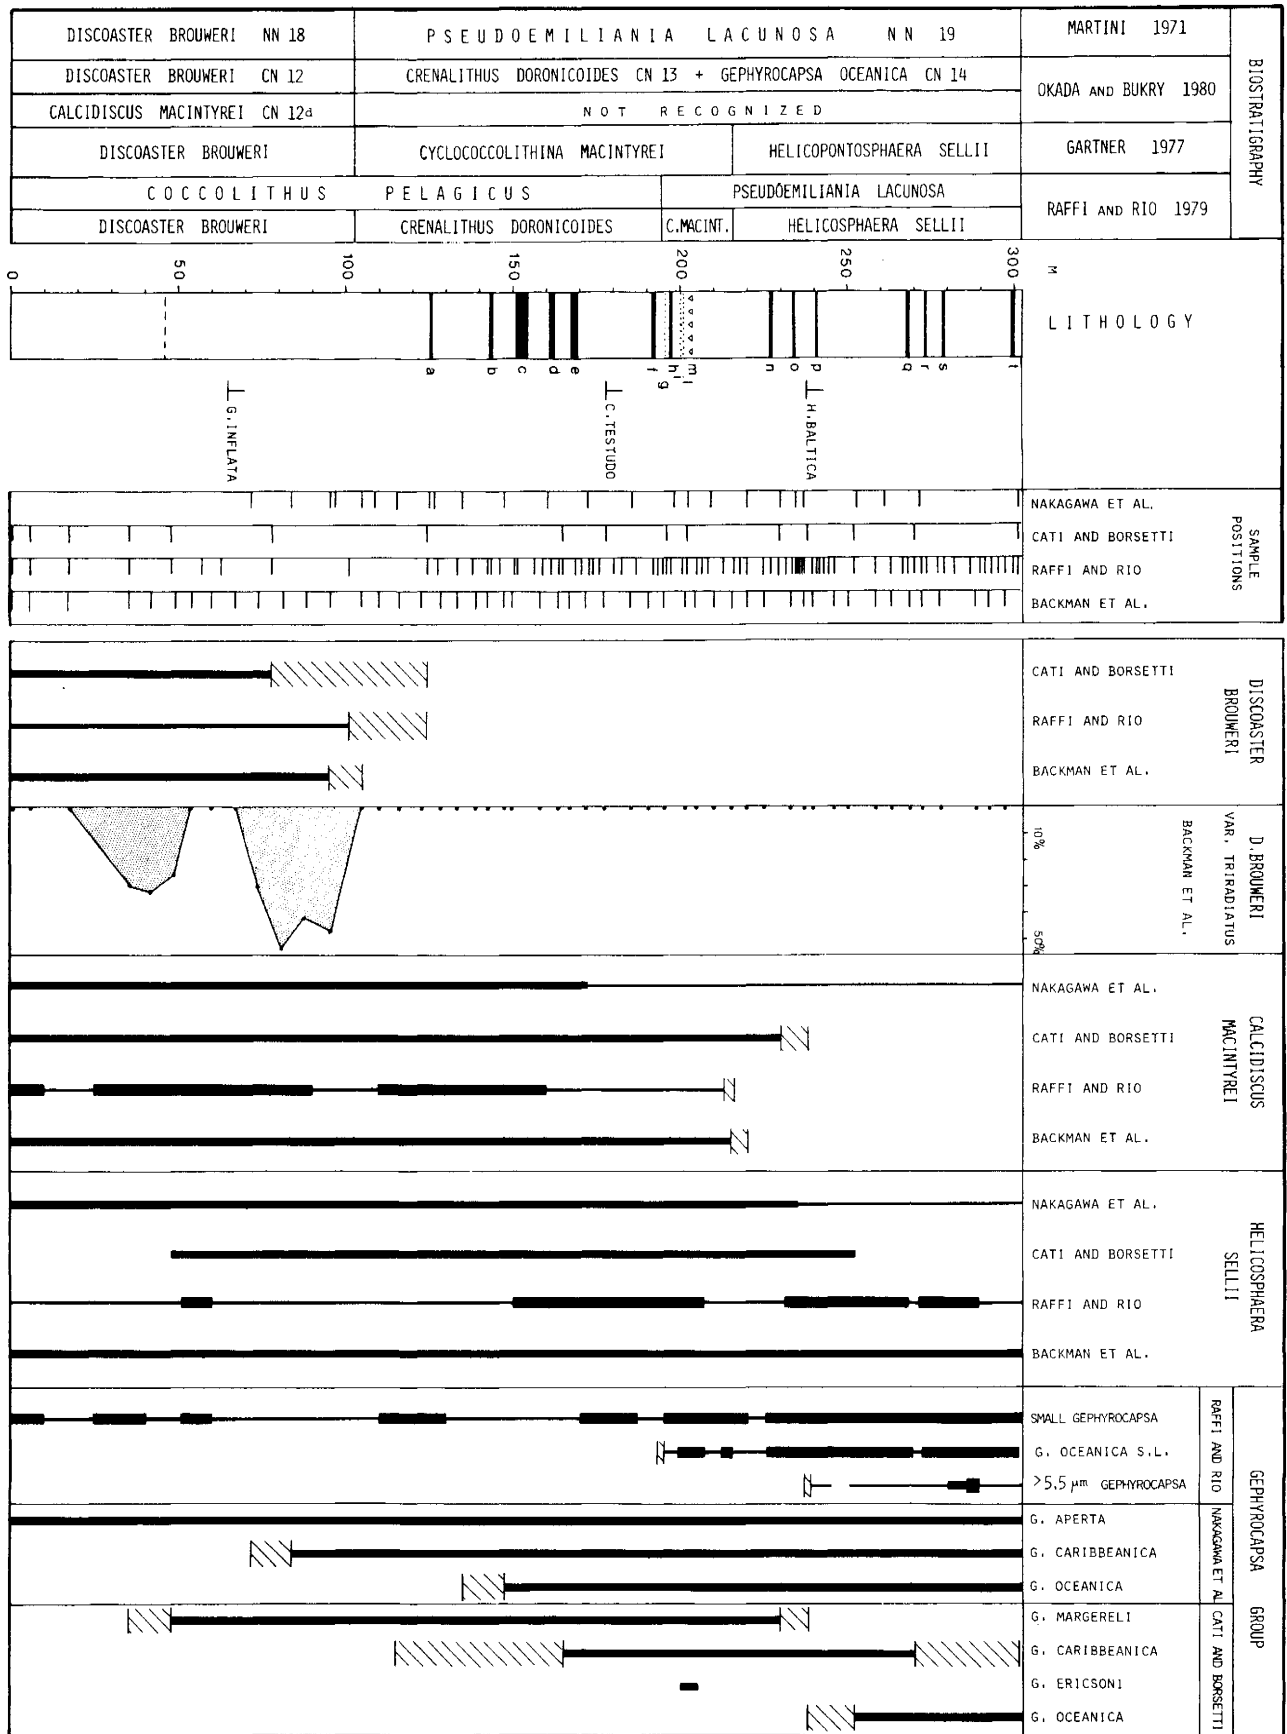 DISCOASTER BROUWERI NN 18
PSEUDOEMILIANIA LACUNOSA NN 19
MARTINI 1971
DISCOASTER BROUWERI CN 12
CRENALITHUS DORONICOIDES CN 13 + GEPHYROCAPSA OCEANICA CN 14
OKADA AND BUKRY 1980
CALCIDISCUS MACINTYREI CN 12d
NOT RECOGNIZED
DISCOASTER BROUWERI
CYCLOCOCCOLITHINA MACINTYREI
HELICOPONTOSPHAERA SELLII
GARTNER 1977
COCCOLITHUS PELAGICUS
PSEUDOEMILIANIA LACUNOSA
RAFFI AND RIO 1979
DISCOASTER BROUWERI
CRENALITHUS DORONICOIDES
C.MACINT.
HELICOSPHAERA SELLII
BIOSTRATIGRAPHY
0
50
100
150
200
250
300
M
LITHOLOGY
a
b
c
d
e
f
g
h
i
l
m
n
o
p
q
r
s
t
G.INFLATA
C.TESTUDO
H.BALTICA
NAKAGAWA ET AL.
CATI AND BORSETTI
RAFFI AND RIO
BACKMAN ET AL.
SAMPLE
POSITIONS
CATI AND BORSETTI
RAFFI AND RIO
BACKMAN ET AL.
DISCOASTER
BROUWERI
10%
50%
D.BROUWERI
VAR. TRIRADIATUS
BACKMAN ET AL.
NAKAGAWA ET AL.
CATI AND BORSETTI
RAFFI AND RIO
BACKMAN ET AL.
CALCIDISCUS
MACINTYREI
NAKAGAWA ET AL.
CATI AND BORSETTI
RAFFI AND RIO
BACKMAN ET AL.
HELICOSPHAERA
SELLII
SMALL GEPHYROCAPSA
G. OCEANICA S.L.
>5.5 µm GEPHYROCAPSA
RAFFI AND RIO
G. APERTA
G. CARIBBEANICA
G. OCEANICA
NAKAGAWA ET AL
G. MARGERELI
G. CARIBBEANICA
G. ERICSONI
G. OCEANICA
CATI AND BORSETTI
GEPHYROCAPSA GROUP